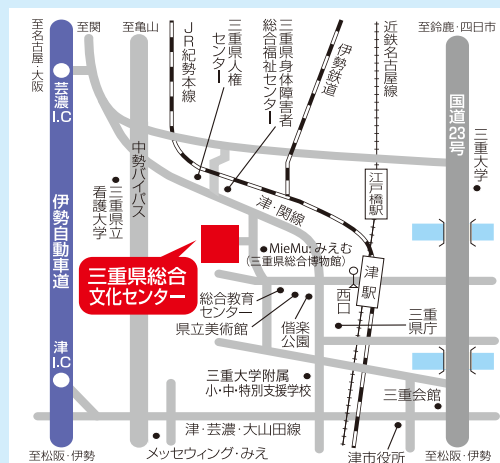 至名古屋・大阪
至関
至亀山
JR紀勢本線
三重県人権
センター
三重県身体障害者
総合福祉センター
伊勢鉄道
近鉄名古屋線
至鈴鹿・四日市
芸濃
I.C
国道23号
三重大学
中勢バイパス
三重県立
看護大学
江戸橋駅
伊勢自動車道
津・関線
MieMu:みえむ
(三重県総合博物館)
三重県総合
文化センター
津駅
西口
総合教育
センター
県立美術館
偕楽
公園
三重
県庁
津
I.C
三重大学附属
小・中・特別支援学校
三重会館
津・芸濃・大山田線
至松阪・伊勢
メッセウィング・みえ
津市役所
至松阪・伊勢